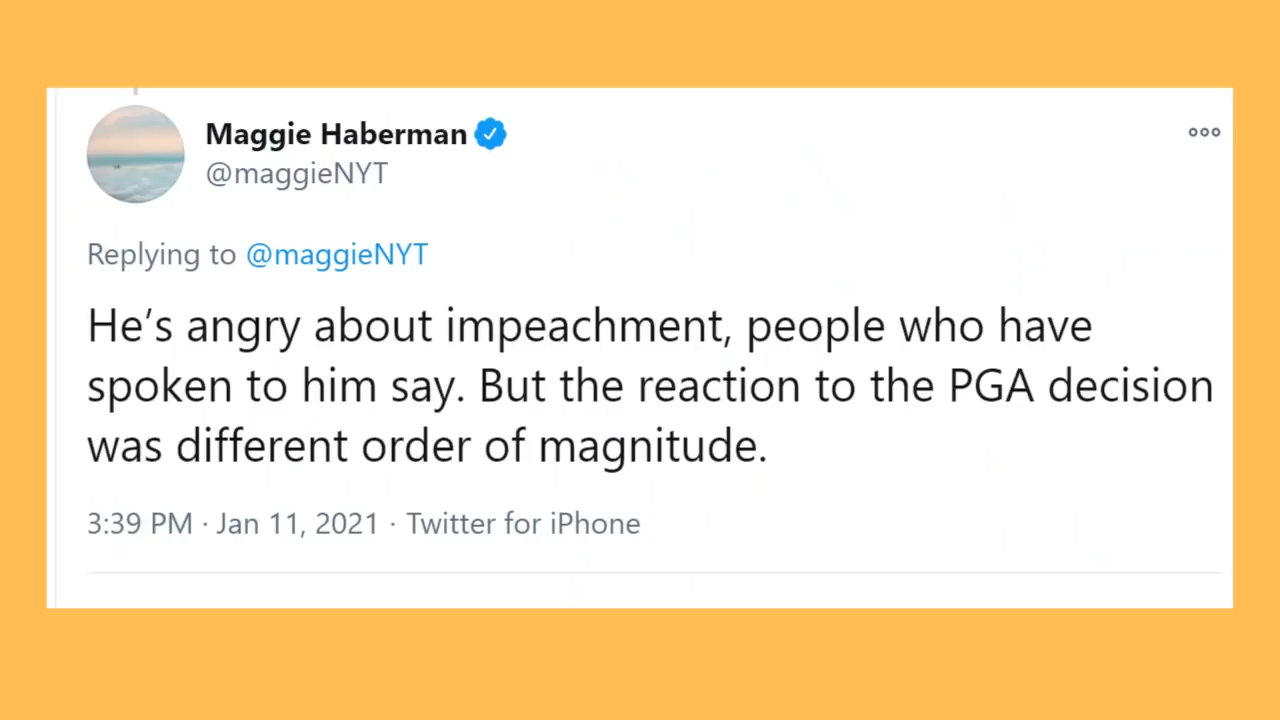 Maggie Haberman
@maggieNYT
Replying to @maggieNYT
He's angry about impeachment, people who have
spoken to him say. But the reaction to the PGA decision
was different order of magnitude.
3:39 PM · Jan 11, 2021 · Twitter for iPhone